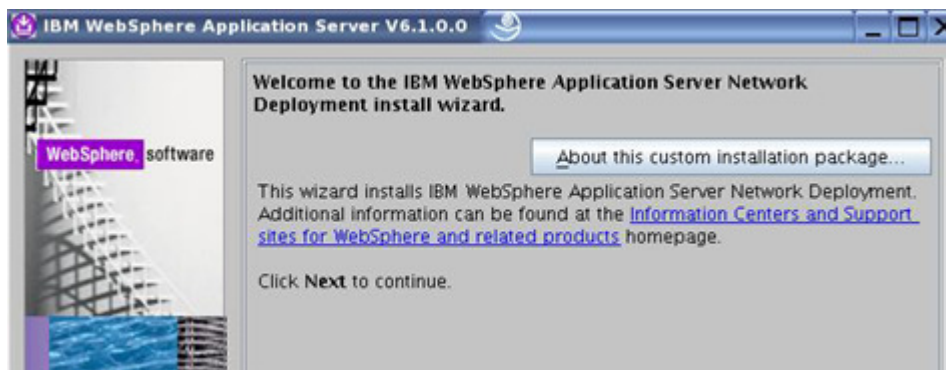 IBM WebSphere Application Server V6.1.0.0
Welcome to the IBM WebSphere Application Server Network
Deployment install wizard.
WebSphere. software
About this custom installation package...
This wizard installs IBM WebSphere Application Server Network Deployment.
Additional information can be found at the Information Centers and Support
sites for WebSphere and related products homepage.
Click Next to continue.